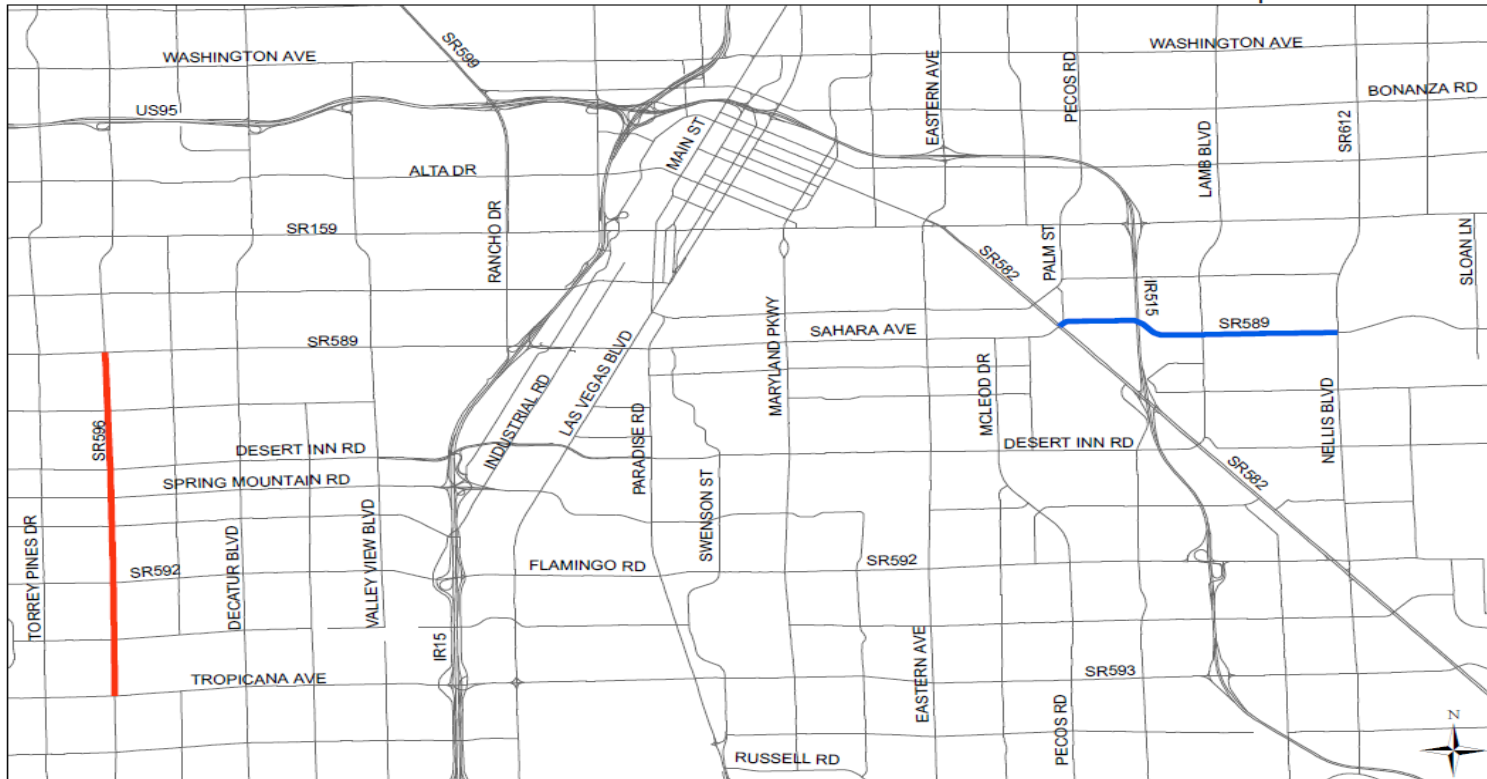 WASHINGTON AVE
SR599
WASHINGTON AVE
BONANZA RD
US95
EASTERN AVE
PECOS RD
MAIN ST
SR612
LAMB BLVD
ALTA DR
SR159
RANCHO DR
PALM ST
SLOAN LN
SR582
IR515
SAHARA AVE
SR589
SR589
MARYLAND PKWY
LAS VEGAS BLVD
INDUSTRIAL RD
MCLEOD DR
SR596
DESERT INN RD
DESERT INN RD
NELLIS BLVD
PARADISE RD
SPRING MOUNTAIN RD
SR582
SWENSON ST
TORREY PINES DR
DECATUR BLVD
VALLEY VIEW BLVD
SR592
FLAMINGO RD
SR592
IR15
EASTERN AVE
TROPICANA AVE
SR593
PECOS RD
RUSSELL RD
N